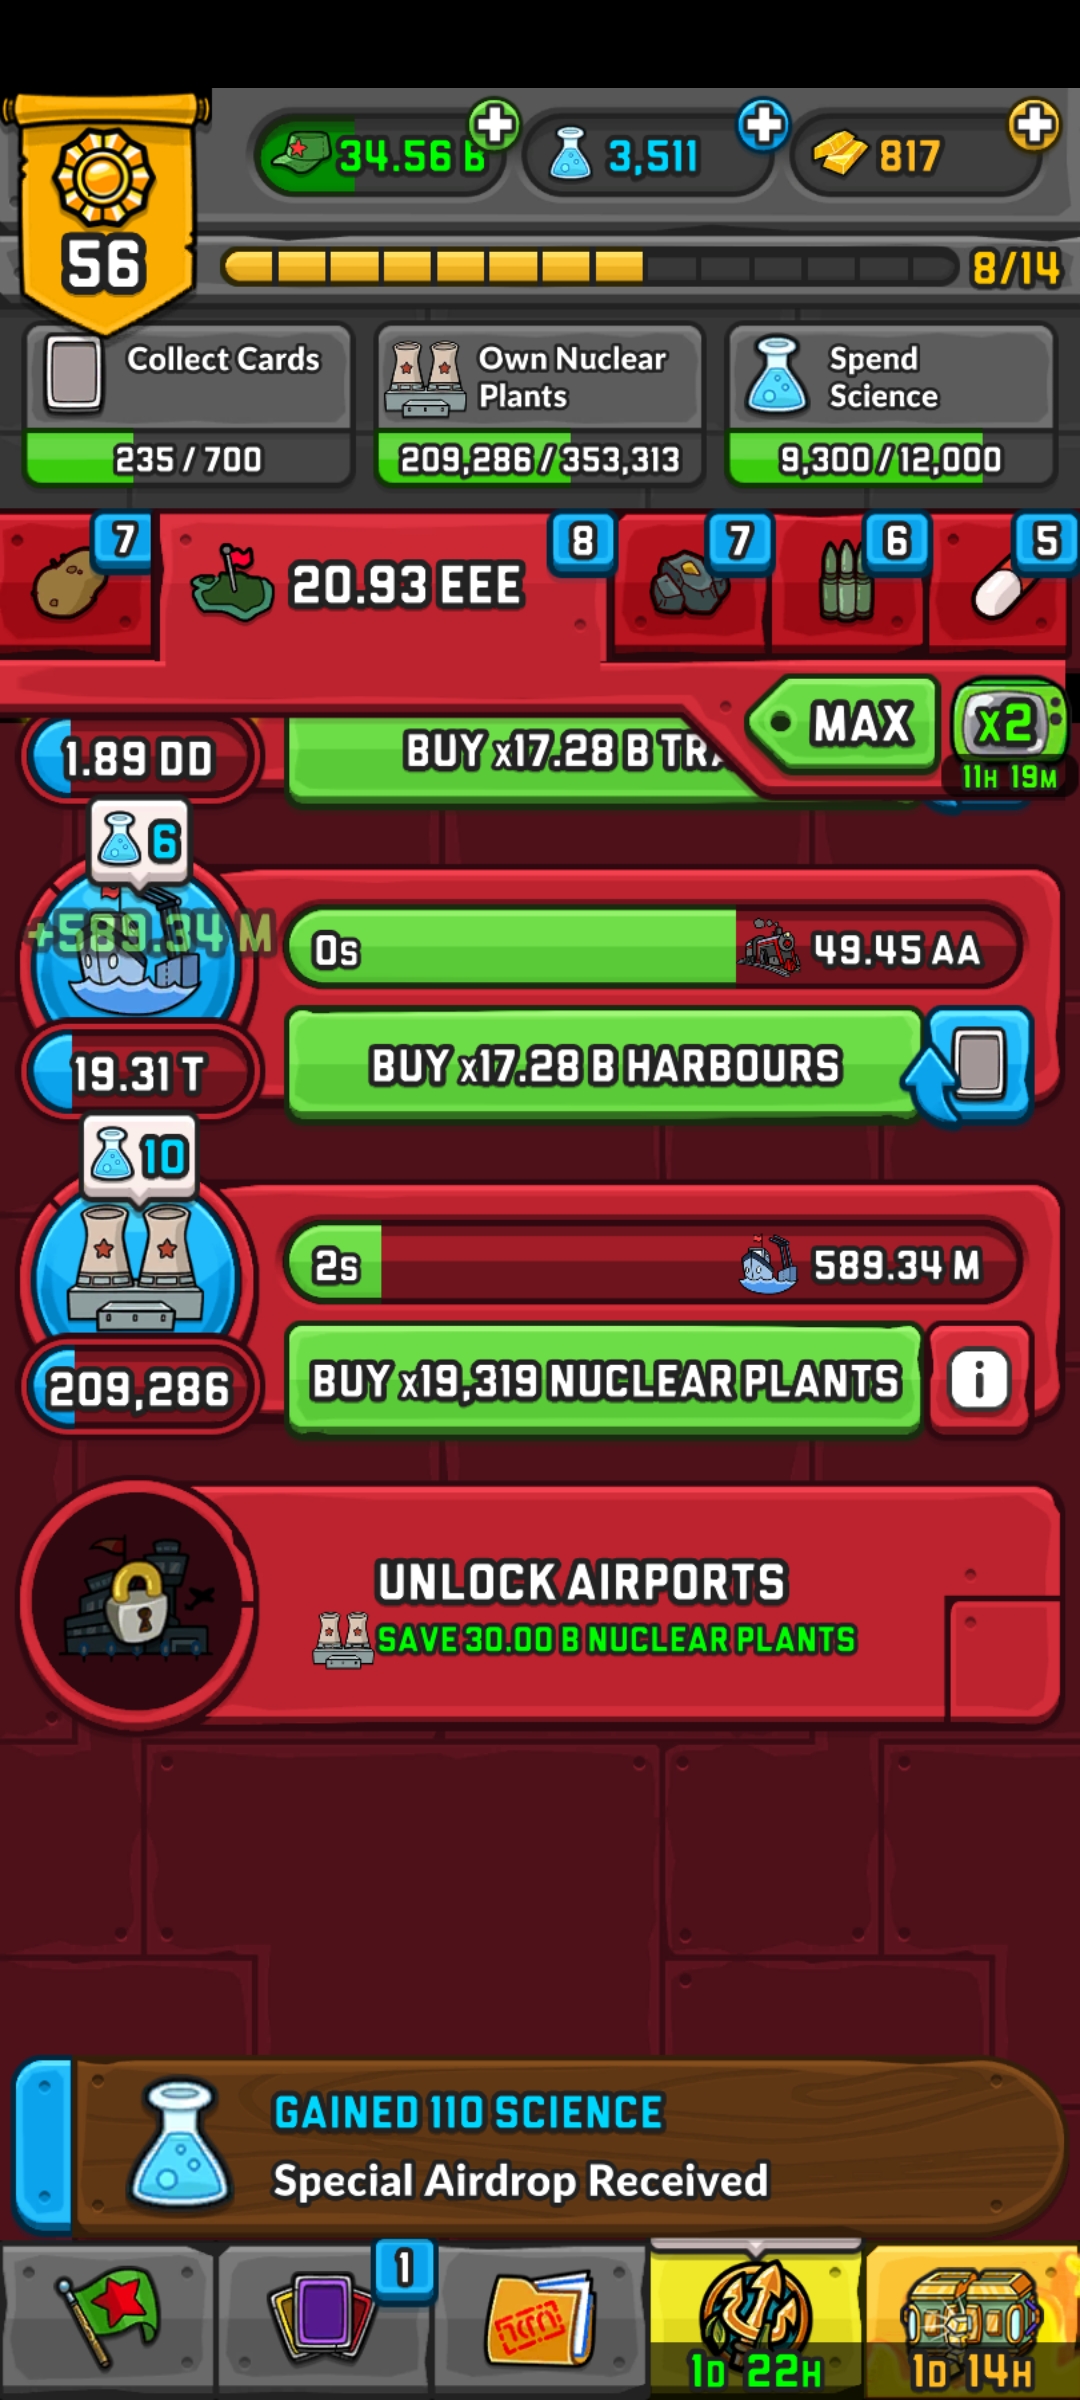 34.56 B
3,511
817
56
8/14
Collect Cards
235 / 700
Own Nuclear
Plants
209,286 / 353,313
Spend
Science
9,300 / 12,000
7
20.93 EEE
8
7
6
5
MAX
x2
11H 19M
1.89 DD
BUY x17.28 B
6
+589.34 M
0s
49.45 AA
19.31 T
BUY x17.28 B HARBOURS
10
2s
589.34 M
209,286
BUY x19,319 NUCLEAR PLANTS
i
UNLOCK AIRPORTS
SAVE 30.00 B NUCLEAR PLANTS
GAINED 110 SCIENCE
Special Airdrop Received
1
1D 22H
1D 14H